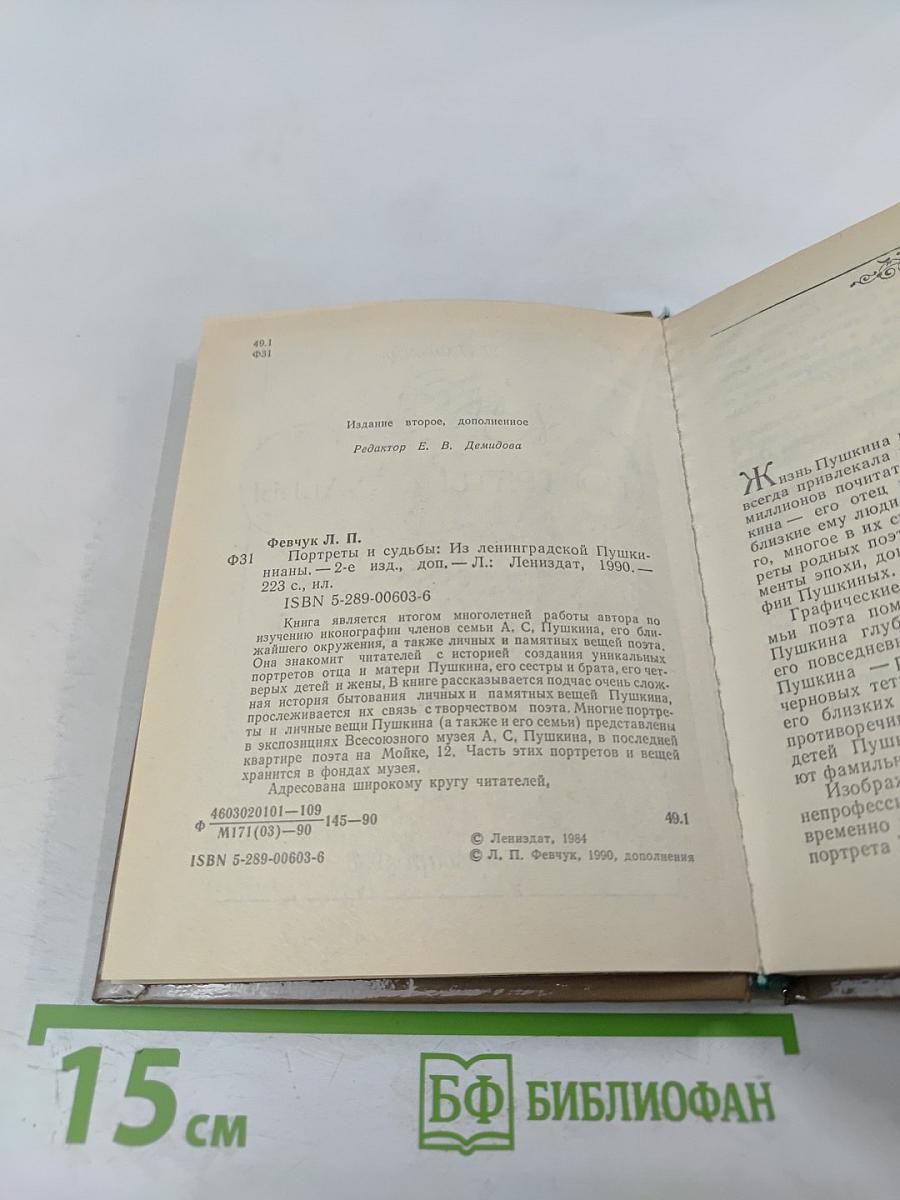 49.1
Ф31
Издание второе, дополненное
Редактор Е. В. Демидова
Февчук Л. П.
Ф31 Портреты и судьбы: Из ленинградской Пушки-
нианы. — 2-е изд., доп. — Л.: Лениздат, 1990. —
223 с., ил.
ISBN 5-289-00603-6
Книга является итогом многолетней работы автора по
изучению иконографии членов семьи А. С. Пушкина, его бли-
жайшего окружения, а также личных и памятных вещей поэта.
Она знакомит читателей с историей создания уникальных
портретов отца и матери Пушкина, его сестры и брата, его чет-
верых детей и жены. В книге рассказывается подчас очень слож-
ная история бытования личных и памятных вещей Пушкина,
прослеживается их связь с творчеством поэта. Многие портре-
ты и личные вещи Пушкина (а также и его семьи) представлены
в экспозициях Всесоюзного музея А. С. Пушкина, в последней
квартире поэта на Мойке, 12. Часть этих портретов и вещей
хранится в фондах музея.
Адресована широкому кругу читателей.
Ф 4603020101—109
М171(03)—90 145—90
49.1
ISBN 5-289-00603-6
© Лениздат, 1984
© Л. П. Февчук, 1990, дополнения
Жизнь Пушкина
всегда привлекала
миллионов почитат
кина — его отец
близкие ему люди
го, многое в их с
реты родных поэт
менты эпохи, до
фии Пушкиных.
Графические
мьи поэта пом
Пушкина глуб
его повседнев
Пушкина —
черновых тет
его близких
противоречи
детей Пуш
ют фамильн
Изображ
непрофесси
временно
портрета
15 см
БФ БИБЛИОФАН